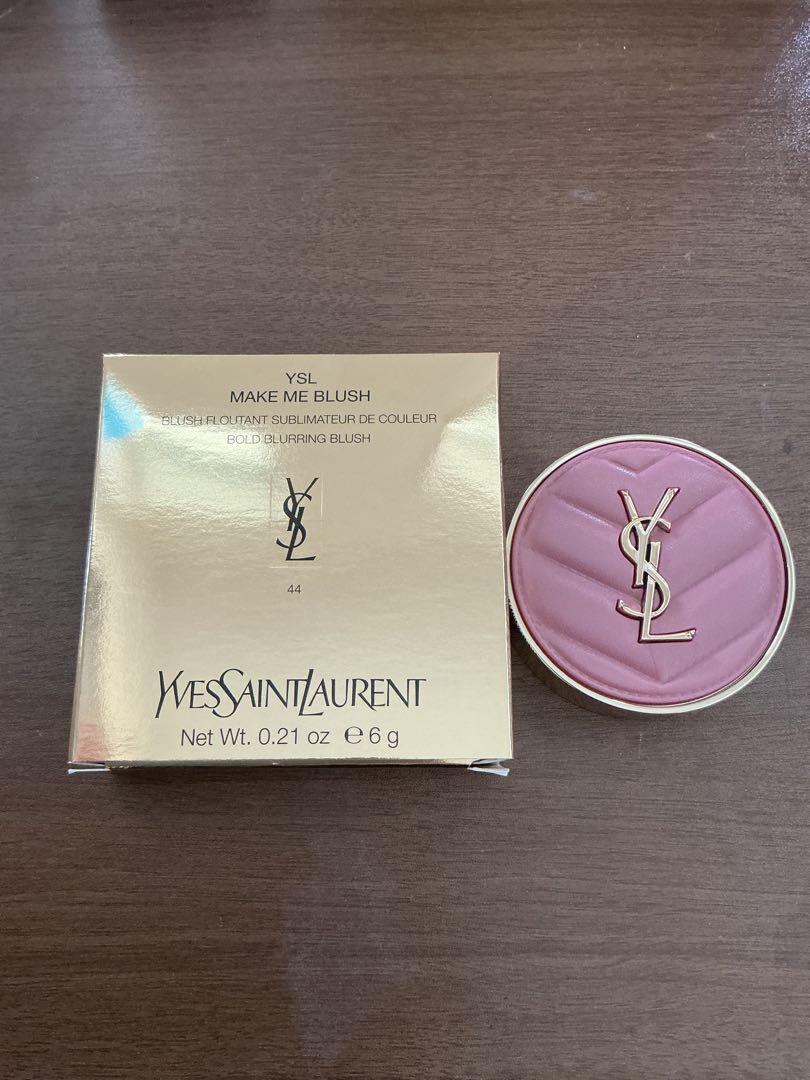 YSL
MAKE ME BLUSH
BLUSH FLOUTANT SUBLIMATEUR DE COULEUR
BOLD BLURRING BLUSH
YSL
44
YVESSAINTLAURENT
Net Wt. 0.21 oz ℮ 6 g
YSL